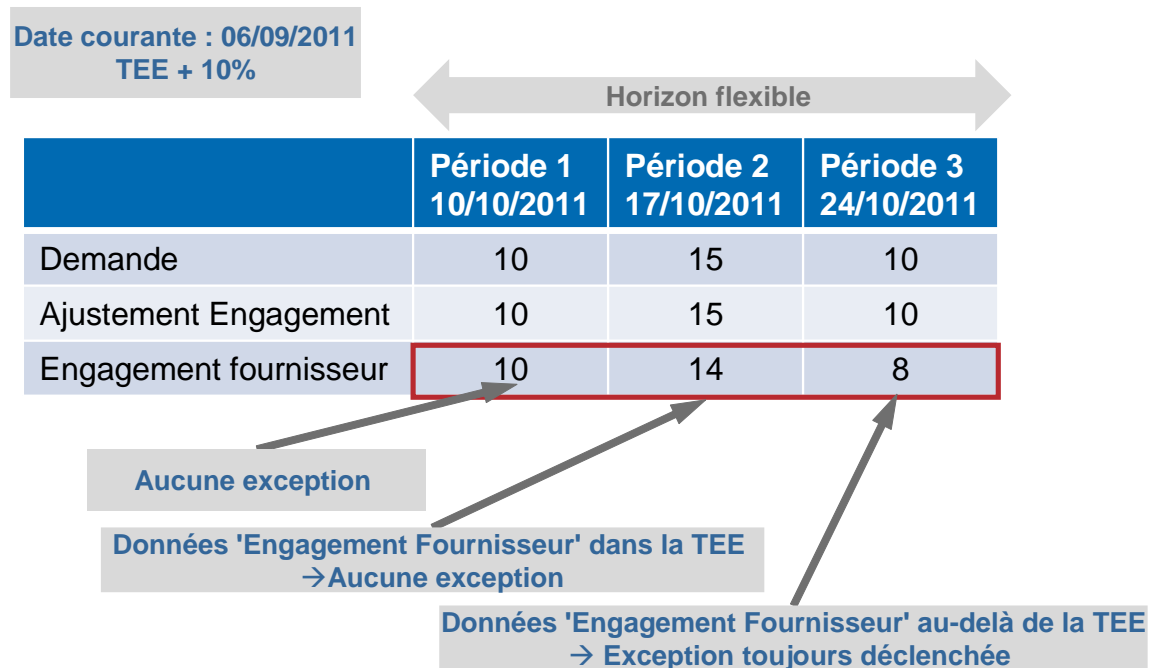 Date courante : 06/09/2011
TEE + 10%
Horizon flexible
Période 1 Période 2 Période 3
10/10/2011 17/10/2011 24/10/2011
Demande 10 15 10
Ajustement Engagement 10 15 10
Engagement fournisseur 10 14 8
Aucune exception
Données 'Engagement Fournisseur' dans la TEE
→Aucune exception
Données 'Engagement Fournisseur' au-delà de la TEE
→ Exception toujours déclenchée